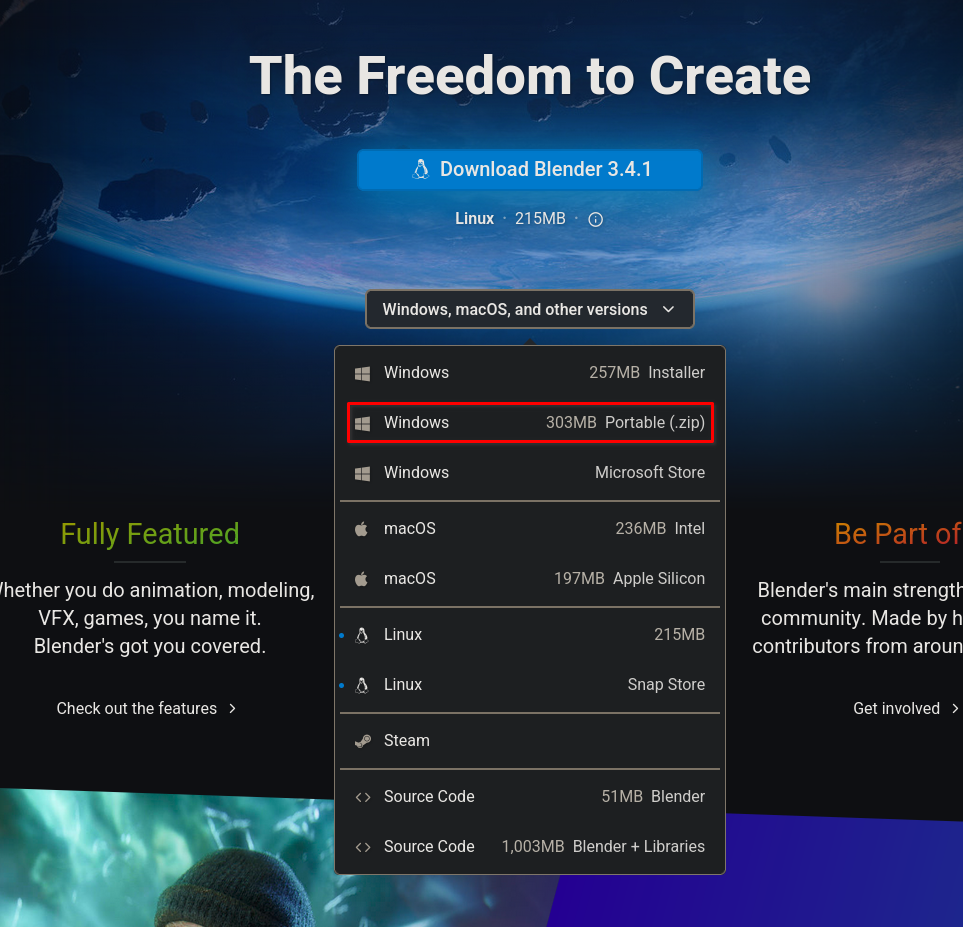 The Freedom to Create
Download Blender 3.4.1
Linux · 215MB ·
Windows, macOS, and other versions
Windows 257MB Installer
Windows 303MB Portable (.zip)
Windows Microsoft Store
macOS 236MB Intel
macOS 197MB Apple Silicon
Linux 215MB
Linux Snap Store
Steam
Source Code 51MB Blender
Source Code 1,003MB Blender + Libraries
Fully Featured
hether you do animation, modeling,
VFX, games, you name it.
Blender's got you covered.
Check out the features
Be Part of
Blender's main strength
community. Made by h
contributors from aroun
Get involved